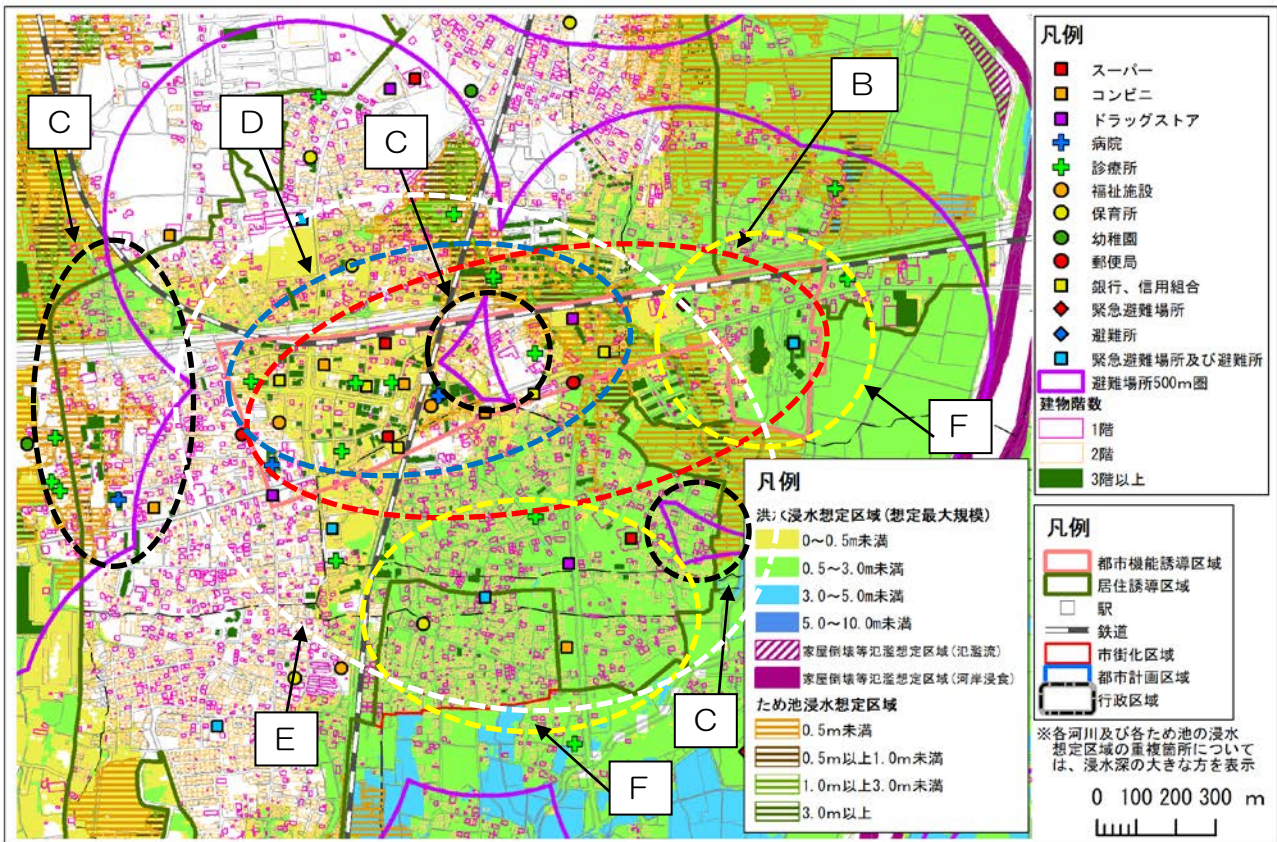 C
D
C
B
F
C
E
F
凡例
スーパー
コンビニ
ドラッグストア
病院
診療所
福祉施設
保育所
幼稚園
郵便局
銀行、信用組合
緊急避難場所
避難所
緊急避難場所及び避難所
避難場所500m圏
建物階数
1階
2階
3階以上
凡例
洪水浸水想定区域(想定最大規模)
0～0.5m未満
0.5～3.0m未満
3.0～5.0m未満
5.0～10.0m未満
家屋倒壊等氾濫想定区域(氾濫流)
家屋倒壊等氾濫想定区域(河岸浸食)
ため池浸水想定区域
0.5m未満
0.5m以上1.0m未満
1.0m以上3.0m未満
3.0m以上
凡例
都市機能誘導区域
居住誘導区域
駅
鉄道
市街化区域
都市計画区域
行政区域
※各河川及び各ため池の浸水
想定区域の重複箇所について
は、浸水深の大きな方を表示
0 100 200 300 m